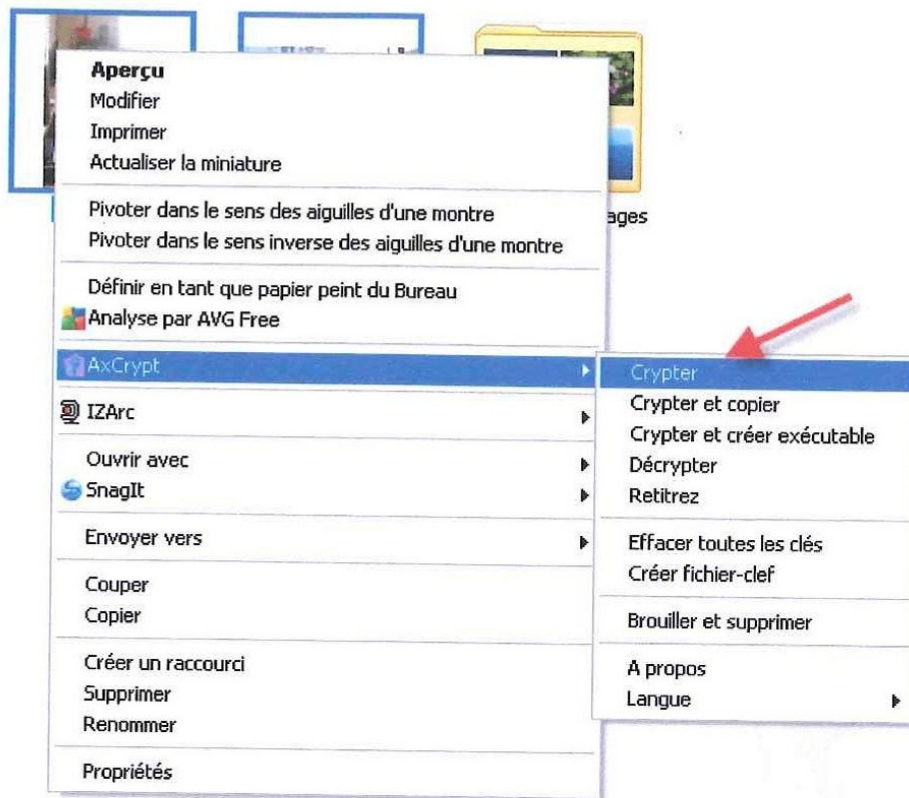 Aperçu
Modifier
Imprimer
Actualiser la miniature
Pivoter dans le sens des aiguilles d'une montre
Pivoter dans le sens inverse des aiguilles d'une montre
ages
Définir en tant que papier peint du Bureau
Analyse par AVG Free
AxCrypt
IZArc
Ouvrir avec
SnagIt
Envoyer vers
Couper
Copier
Créer un raccourci
Supprimer
Renommer
Propriétés
Crypter
Crypter et copier
Crypter et créer exécutable
Décrypter
Retitrez
Effacer toutes les clés
Créer fichier-clef
Brouiller et supprimer
A propos
Langue